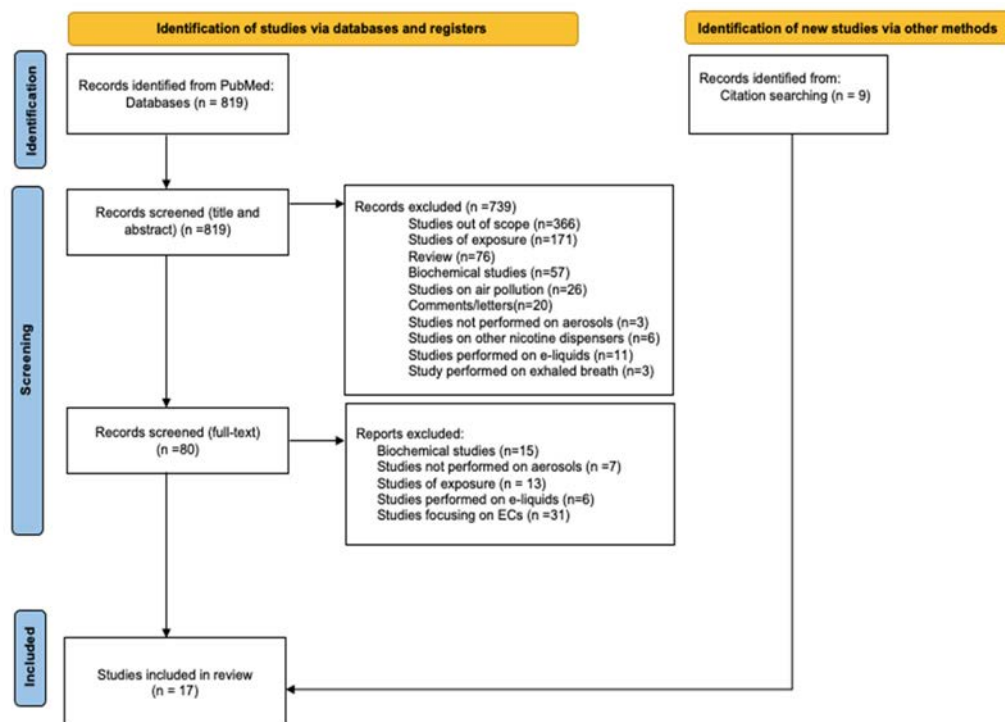 Identification of studies via databases and registers
Identification of new studies via other methods
Identification
Records identified from PubMed:
Databases (n = 819)
Records identified from:
Citation searching (n = 9)
Screening
Records screened (title and
abstract) (n =819)
Records excluded (n =739)
Studies out of scope (n=366)
Studies of exposure (n=171)
Review (n=76)
Biochemical studies (n=57)
Studies on air pollution (n=26)
Comments/letters(n=20)
Studies not performed on aerosols (n=3)
Studies on other nicotine dispensers (n=6)
Studies performed on e-liquids (n=11)
Study performed on exhaled breath (n=3)
Records screened (full-text)
(n =80)
Reports excluded:
Biochemical studies (n=15)
Studies not performed on aerosols (n =7)
Studies of exposure (n = 13)
Studies performed on e-liquids (n=6)
Studies focusing on ECs (n =31)
Included
Studies included in review
(n = 17)